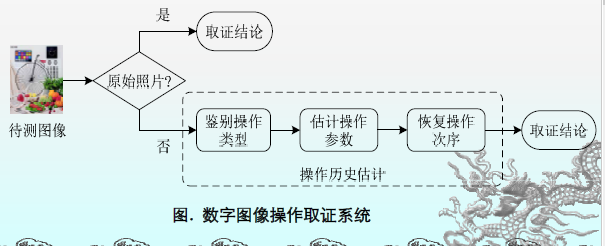 是
取证结论
原始照片?
待测图像
否
鉴别操作
类型
估计操作
参数
恢复操作
次序
取证结论
操作历史估计
图. 数字图像操作取证系统